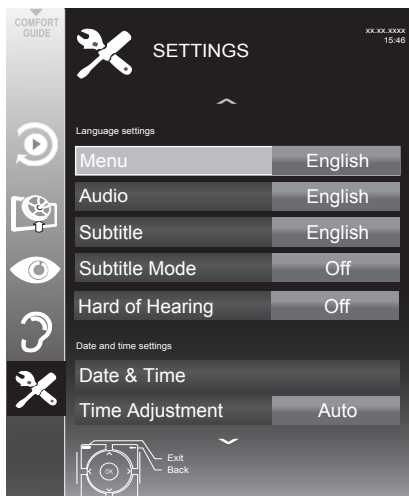 COMFORT
GUIDE
SETTINGS
xx.xx.xxxx
15:46
Language settings
Menu English
Audio English
Subtitle English
Subtitle Mode Off
Hard of Hearing Off
Date and time settings
Date & Time
Time Adjustment Auto
Exit
Back
OK